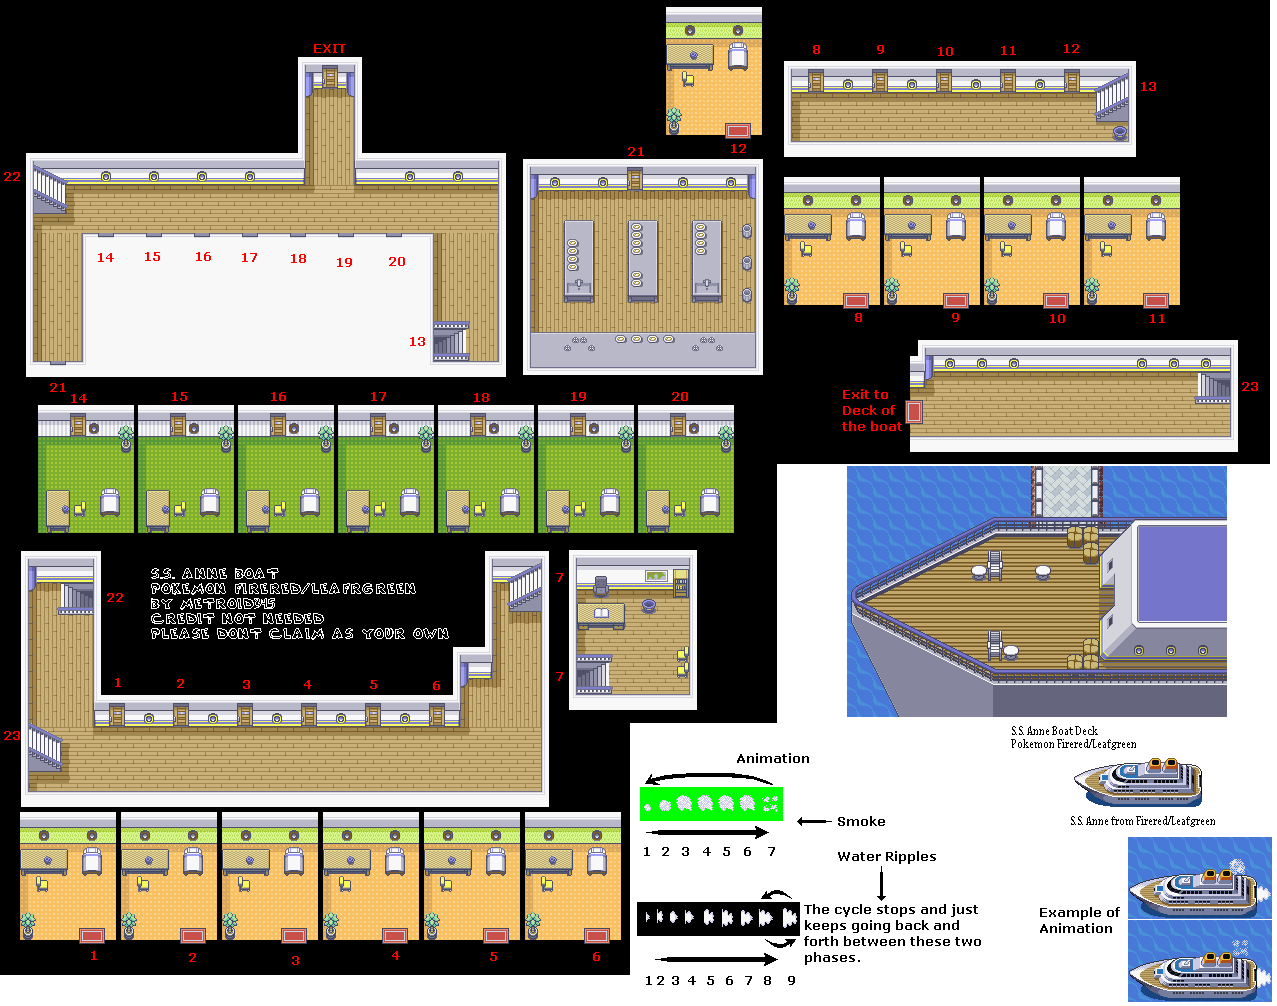 EXIT
8 9 10 11 12
13
21
12
22
14 15 16 17 18 19 20
13
8 9 10 11
21
14 15 16 17 18 19 20
Exit to
Deck of
the boat
23
S.S. ANNE BOAT
POKEMON FIRERED/LEAFRGREEN
BY METROID945
CREDIT NOT NEEDED
PLEASE DONT CLAIM AS YOUR OWN
22
7
7
1 2 3 4 5 6
23
S.S. Anne Boat Deck
Pokemon Firered/Leafgreen
Animation
Smoke
1 2 3 4 5 6 7
S.S. Anne from Firered/Leafgreen
Water Ripples
The cycle stops and just
keeps going back and
forth between these two
phases.
1 2 3 4 5 6 7 8 9
Example of
Animation
1 2 3 4 5 6